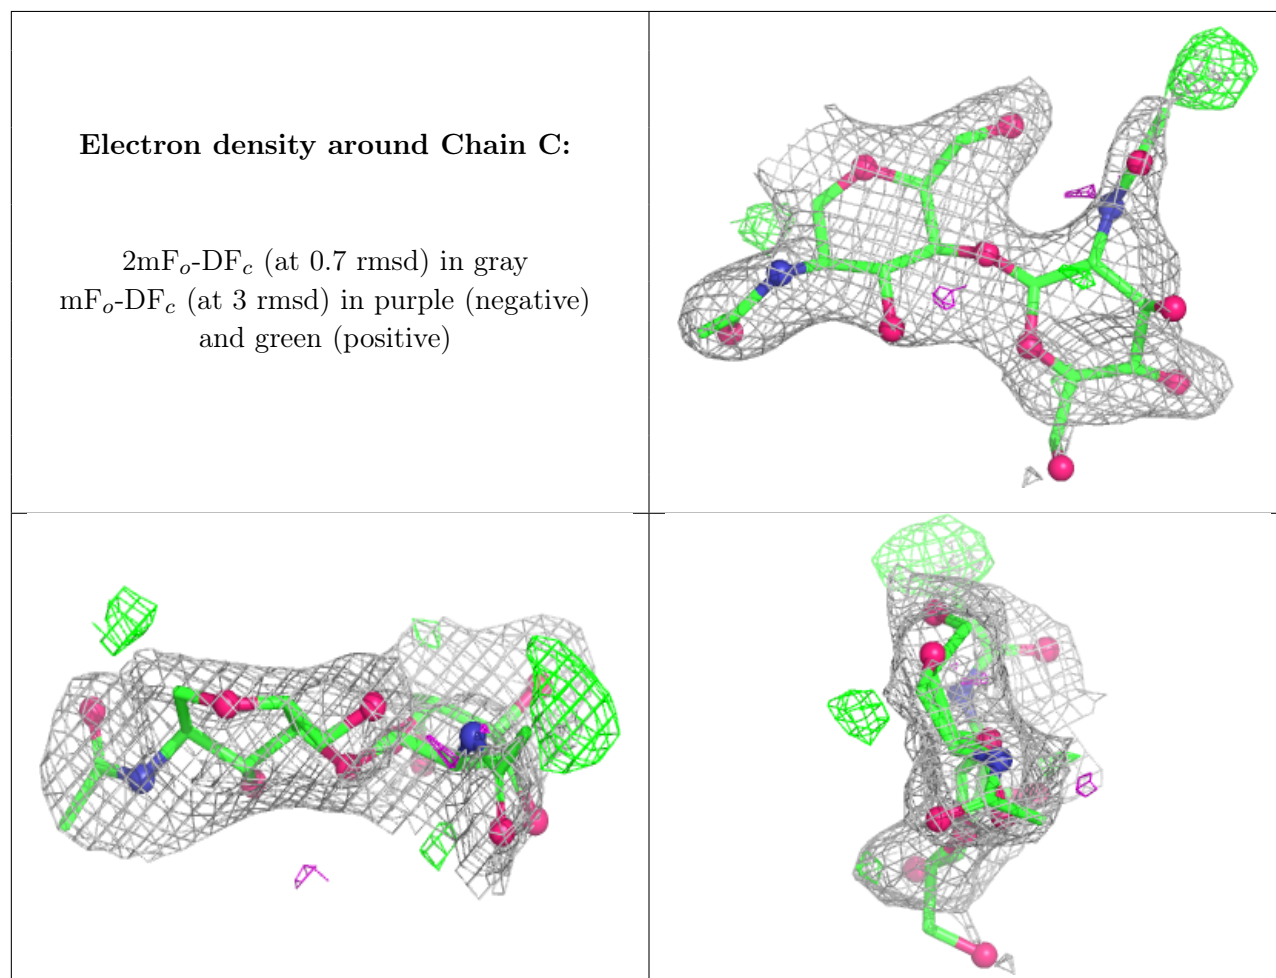 Electron density around Chain C:
2mFₒ-DF𝒸 (at 0.7 rmsd) in gray
mFₒ-DF𝒸 (at 3 rmsd) in purple (negative)
and green (positive)